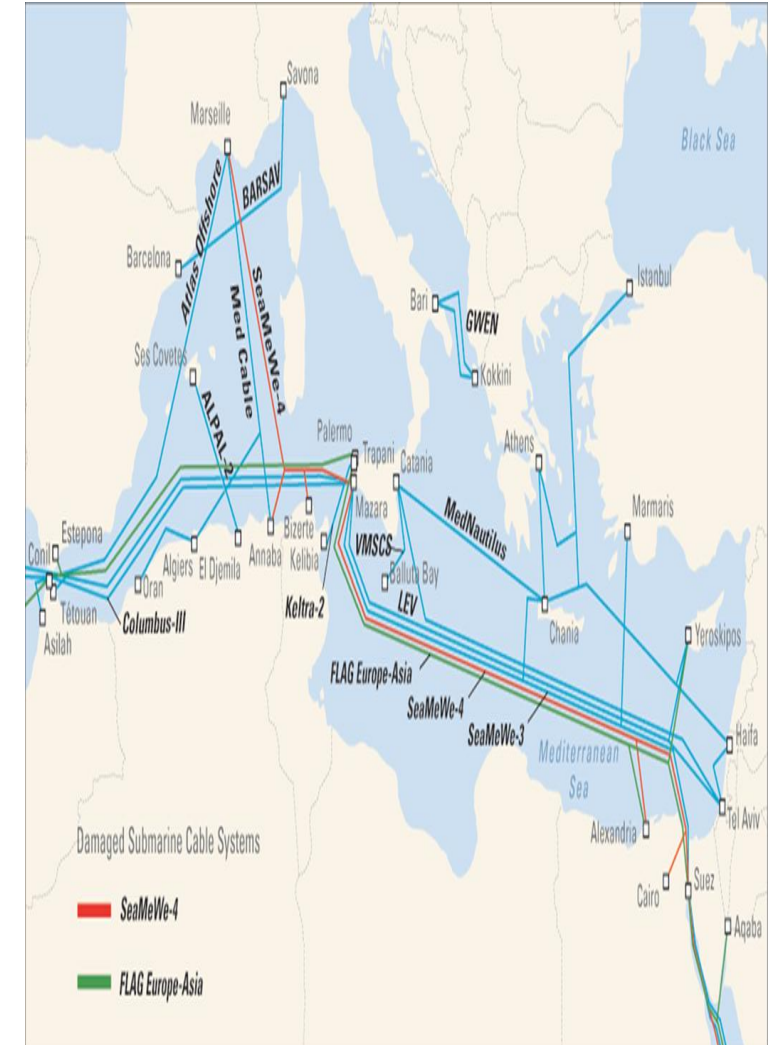 Savona
Marseille
Black Sea
Atlas Offshore
BARSAV
Barcelona
Istanbul
SeaMeWe-4
Med Cable
Bari
GWEN
Ses Covetes
Kokkini
ALPAL-2
Palermo
Trapani
Catania
Athens
Mazara
Marmaris
MedNautilus
Estepona
Conil
Bizerte
Annaba
Kelibia
VMSCS
Algiers
El Djemila
Balluta Bay
Oran
Tétouan
Keltra-2
LEV
Columbus-III
Chania
Asilah
Yeroskipos
FLAG Europe-Asia
SeaMeWe-4
SeaMeWe-3
Haifa
Mediterranean
Sea
Tel Aviv
Alexandria
Damaged Submarine Cable Systems
Cairo
Suez
SeaMeWe-4
Aqaba
FLAG Europe-Asia